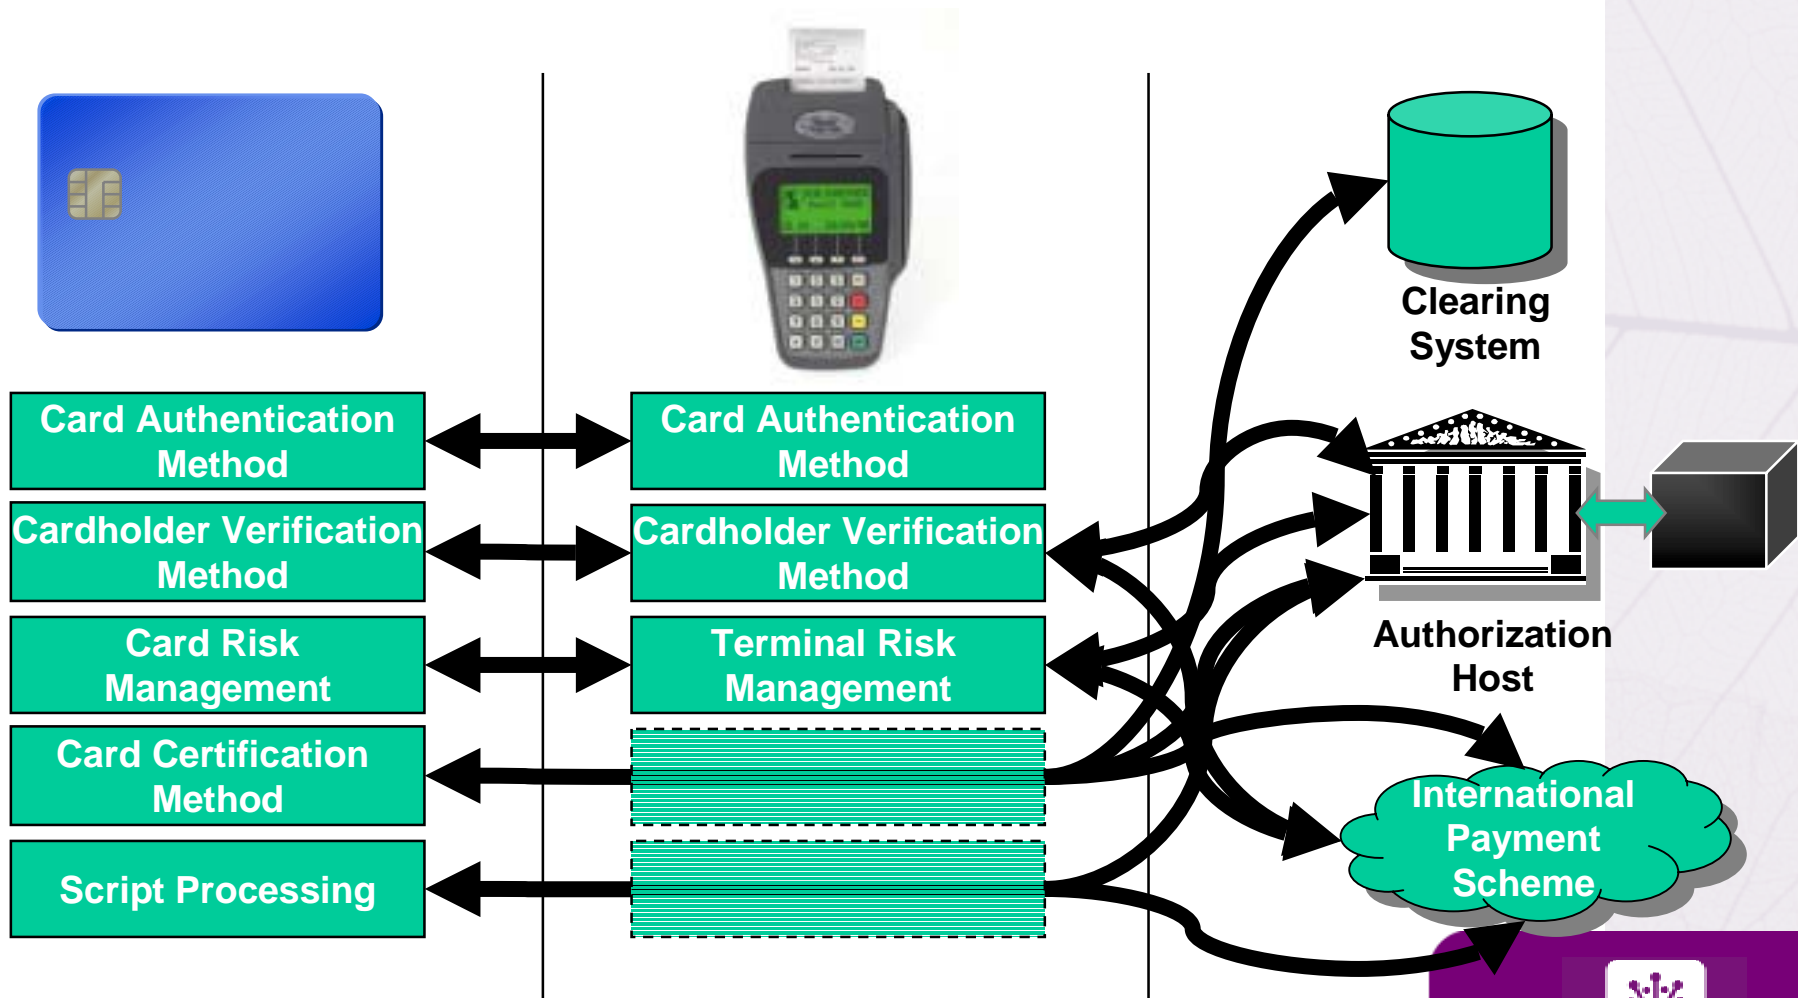 Clearing
System
Card Authentication
Method
Card Authentication
Method
Cardholder Verification
Method
Cardholder Verification
Method
Authorization
Host
Card Risk
Management
Terminal Risk
Management
Card Certification
Method
International
Payment
Scheme
Script Processing